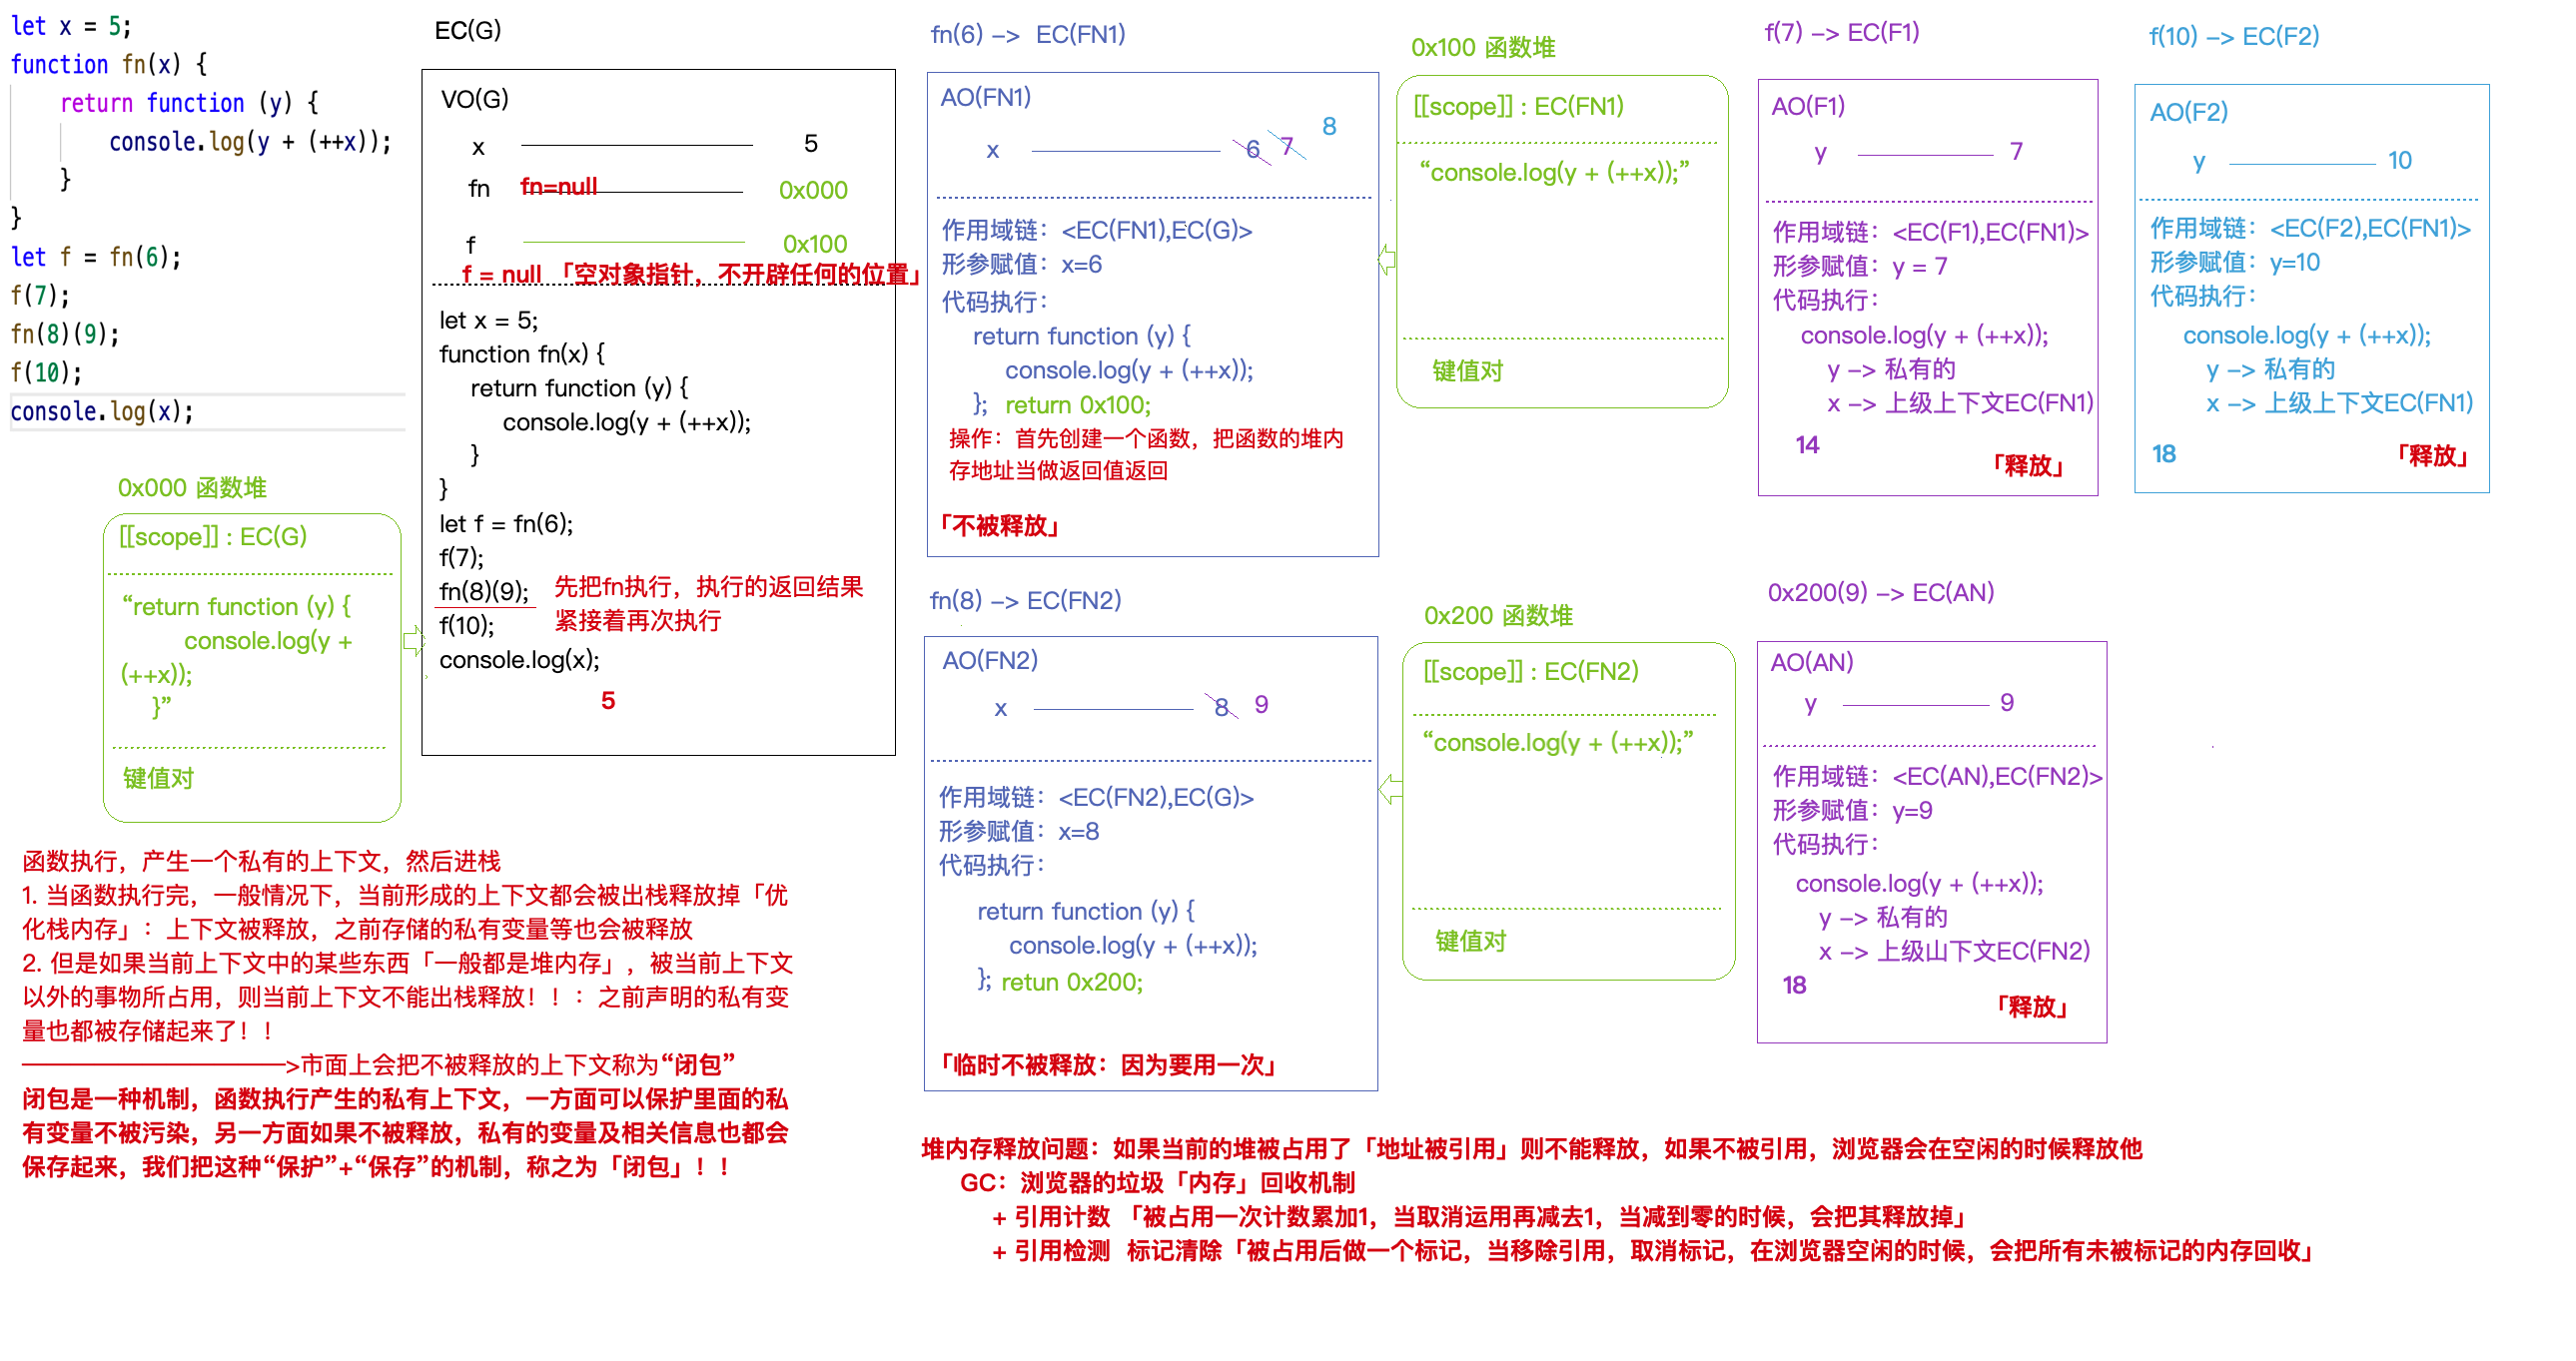 let x = 5;
function fn(x) {
return function (y) {
console.log(y + (++x));
}
}
let f = fn(6);
f(7);
fn(8)(9);
f(10);
console.log(x);
0x000 函数堆
[[scope]] : EC(G)
“return function (y) {
console.log(y +
(++x));
}”
键值对
EC(G)
VO(G)
x 5
fn fn=null 0x000
f 0x100
f = null 「空对象指针，不开辟任何的位置」
let x = 5;
function fn(x) {
return function (y) {
console.log(y + (++x));
}
}
let f = fn(6);
f(7);
fn(8)(9);
f(10);
console.log(x);
先把fn执行，执行的返回结果
紧接着再次执行
5
fn(6) –> EC(FN1)
AO(FN1)
x 6 7 8
作用域链：<EC(FN1),EC(G)>
形参赋值：x=6
代码执行：
return function (y) {
console.log(y + (++x));
}; return 0x100;
操作：首先创建一个函数，把函数的堆内
存地址当做返回值返回
「不被释放」
0x100 函数堆
[[scope]] : EC(FN1)
“console.log(y + (++x));”
键值对
f(7) –> EC(F1)
AO(F1)
y 7
作用域链：<EC(F1),EC(FN1)>
形参赋值：y = 7
代码执行：
console.log(y + (++x));
y –> 私有的
x –> 上级上下文EC(FN1)
14
「释放」
f(10) –> EC(F2)
AO(F2)
y 10
作用域链：<EC(F2),EC(FN1)>
形参赋值：y=10
代码执行：
console.log(y + (++x));
y –> 私有的
x –> 上级上下文EC(FN1)
18
「释放」
fn(8) –> EC(FN2)
AO(FN2)
x 8 9
作用域链：<EC(FN2),EC(G)>
形参赋值：x=8
代码执行：
return function (y) {
console.log(y + (++x));
}; retun 0x200;
「临时不被释放：因为要用一次」
0x200 函数堆
[[scope]] : EC(FN2)
“console.log(y + (++x));”
键值对
0x200(9) –> EC(AN)
AO(AN)
y 9
作用域链：<EC(AN),EC(FN2)>
形参赋值：y=9
代码执行：
console.log(y + (++x));
y –> 私有的
x –> 上级山下文EC(FN2)
18
「释放」
函数执行，产生一个私有的上下文，然后进栈
1. 当函数执行完，一般情况下，当前形成的上下文都会被出栈释放掉「优
化栈内存」：上下文被释放，之前存储的私有变量等也会被释放
2. 但是如果当前上下文中的某些东西「一般都是堆内存」，被当前上下文
以外的事物所占用，则当前上下文不能出栈释放！！：之前声明的私有变
量也都被存储起来了！！
———————————>市面上会把不被释放的上下文称为“闭包”
闭包是一种机制，函数执行产生的私有上下文，一方面可以保护里面的私
有变量不被污染，另一方面如果不被释放，私有的变量及相关信息也都会
保存起来，我们把这种“保护”+“保存”的机制，称之为「闭包」！！
堆内存释放问题：如果当前的堆被占用了「地址被引用」则不能释放，如果不被引用，浏览器会在空闲的时候释放他
GC：浏览器的垃圾「内存」回收机制
+ 引用计数 「被占用一次计数累加1，当取消运用再减去1，当减到零的时候，会把其释放掉」
+ 引用检测 标记清除「被占用后做一个标记，当移除引用，取消标记，在浏览器空闲的时候，会把所有未被标记的内存回收」